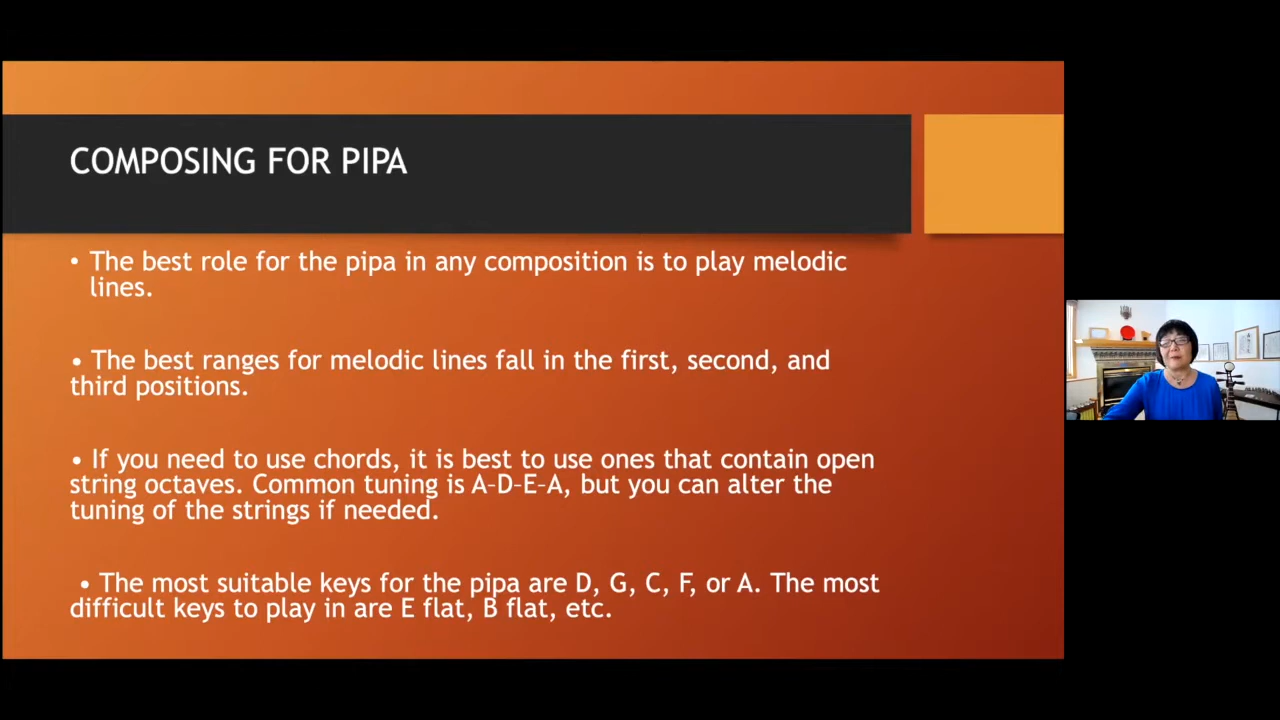 COMPOSING FOR PIPA
• The best role for the pipa in any composition is to play melodic
lines.
• The best ranges for melodic lines fall in the first, second, and
third positions.
• If you need to use chords, it is best to use ones that contain open
string octaves. Common tuning is A-D-E-A, but you can alter the
tuning of the strings if needed.
• The most suitable keys for the pipa are D, G, C, F, or A. The most
difficult keys to play in are E flat, B flat, etc.